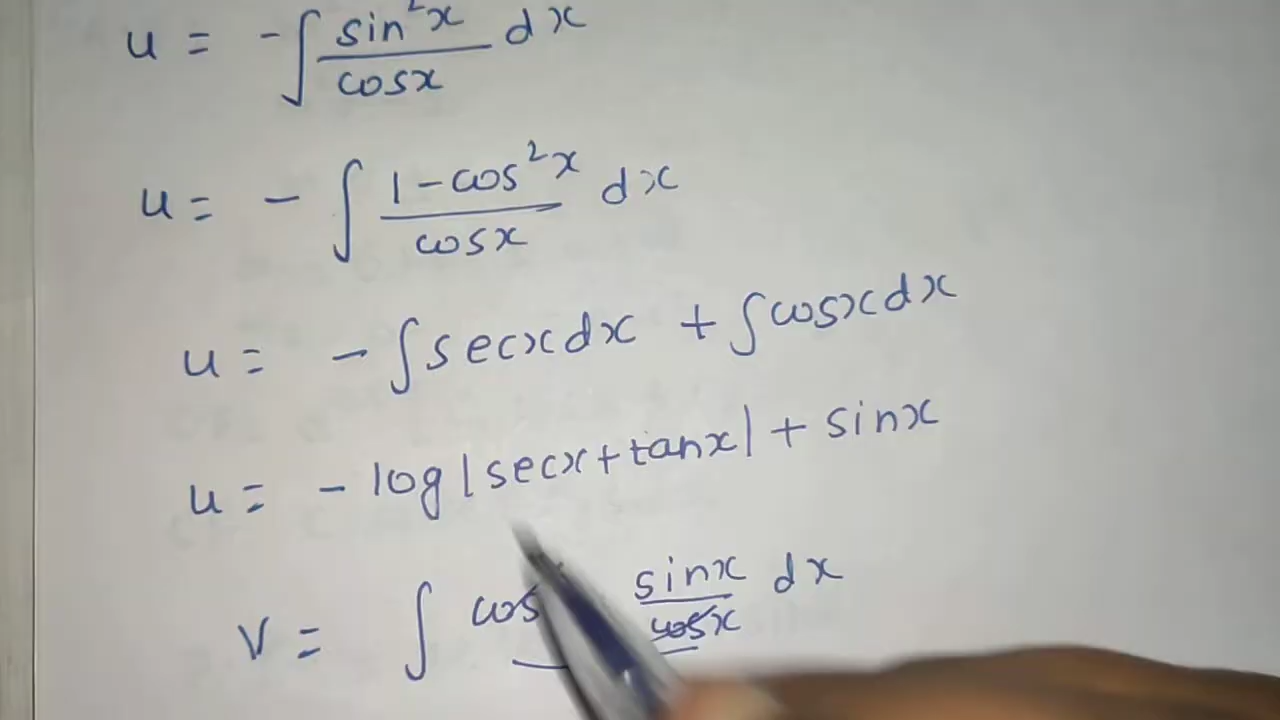 u = - ∫ sin²x / cosx dx
u = - ∫ 1 - cos²x / cosx dx
u = - ∫ secx dx + ∫ cosx dx
u = - log |secx + tanx| + sinx
v = ∫ cos sinx / cosx dx